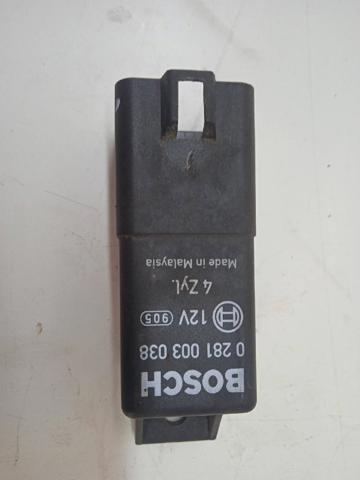 BOSCH
0 281 003 038
12V 905
4 Zyl.
Made in Malaysia